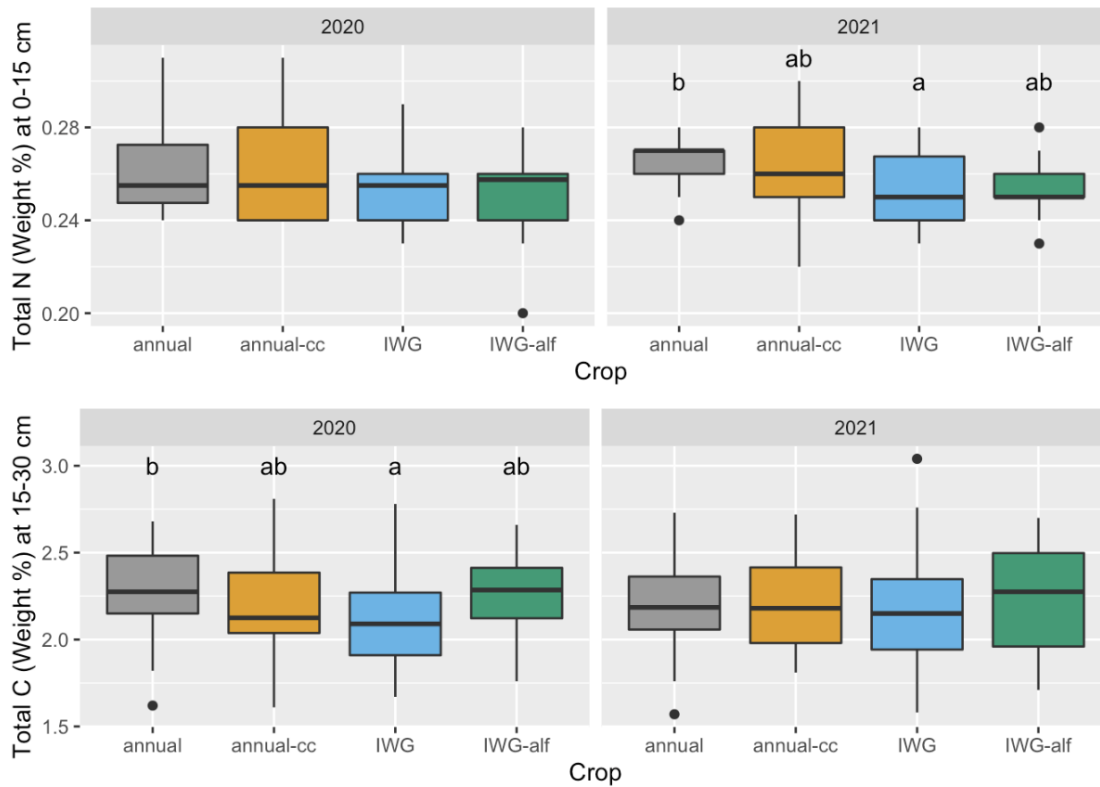 2020 2021
Total N (Weight %) at 0-15 cm
b ab a ab
0.28
0.24
0.20
annual annual-cc IWG IWG-alf annual annual-cc IWG IWG-alf
Crop
2020 2021
Total C (Weight %) at 15-30 cm
b ab a ab
3.0
2.5
2.0
1.5
annual annual-cc IWG IWG-alf annual annual-cc IWG IWG-alf
Crop